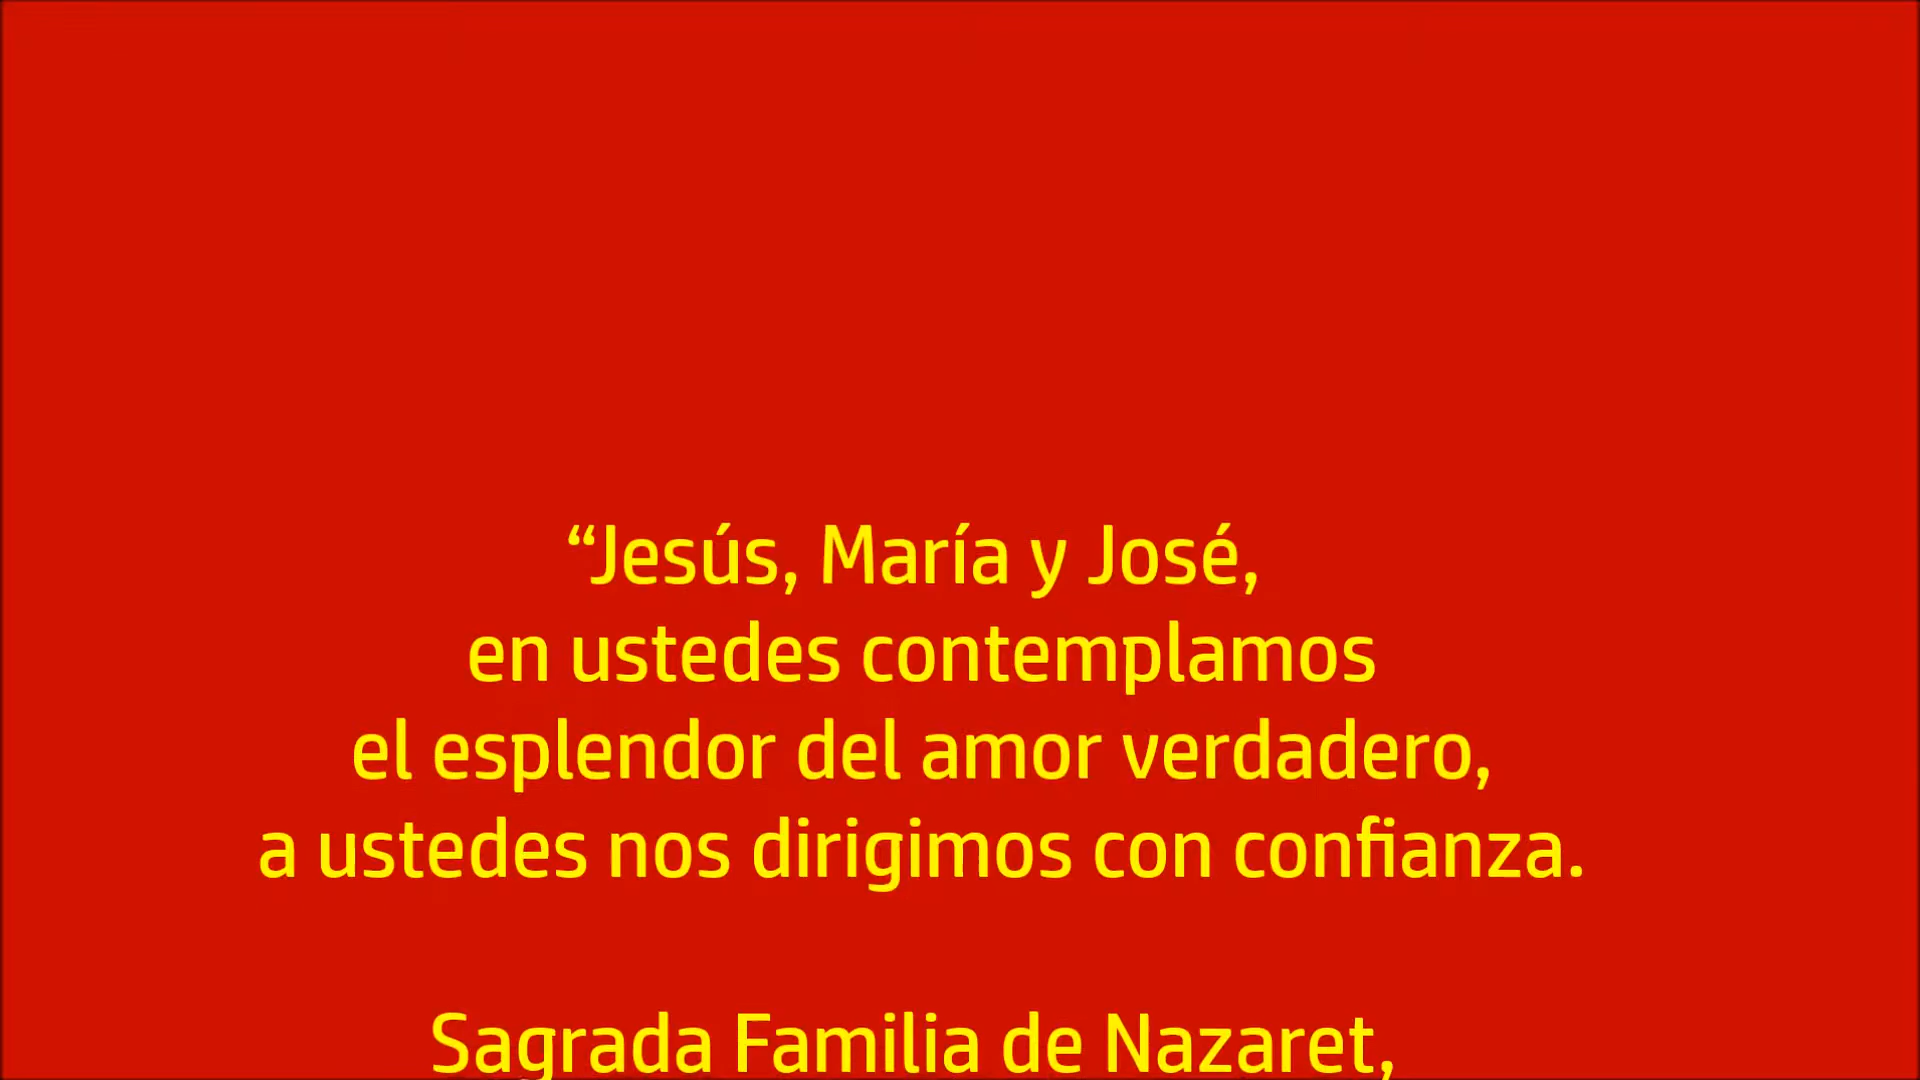 “Jesús, María y José,
en ustedes contemplamos
el esplendor del amor verdadero,
a ustedes nos dirigimos con confianza.
Sagrada Familia de Nazaret,